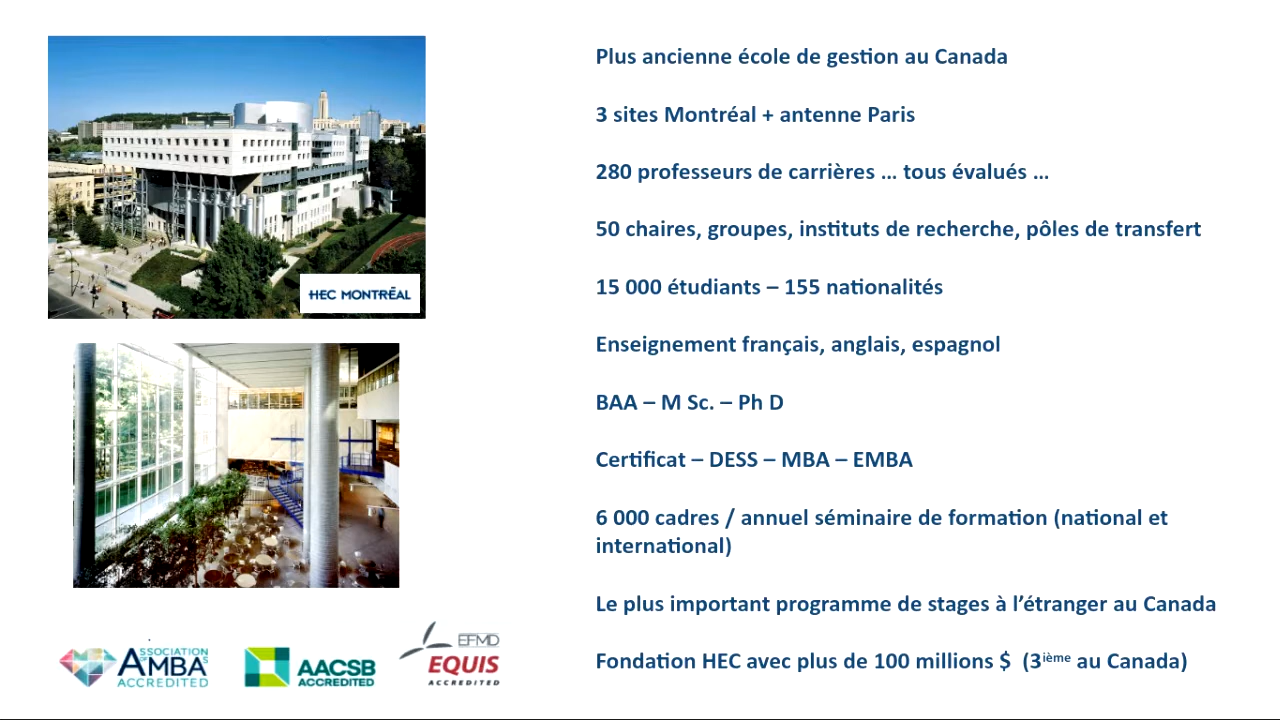 HEC MONTRĒAL
ASSOCIATION
AMBAS
ACCREDITED
AACSB
ACCREDITED
EFMD
EQUIS
ACCREDITED
Plus ancienne école de gestion au Canada
3 sites Montréal + antenne Paris
280 professeurs de carrières ... tous évalués ...
50 chaires, groupes, instituts de recherche, pôles de transfert
15 000 étudiants – 155 nationalités
Enseignement français, anglais, espagnol
BAA – M Sc. – Ph D
Certificat – DESS – MBA – EMBA
6 000 cadres / annuel séminaire de formation (national et
international)
Le plus important programme de stages à l’étranger au Canada
Fondation HEC avec plus de 100 millions $ (3ième au Canada)